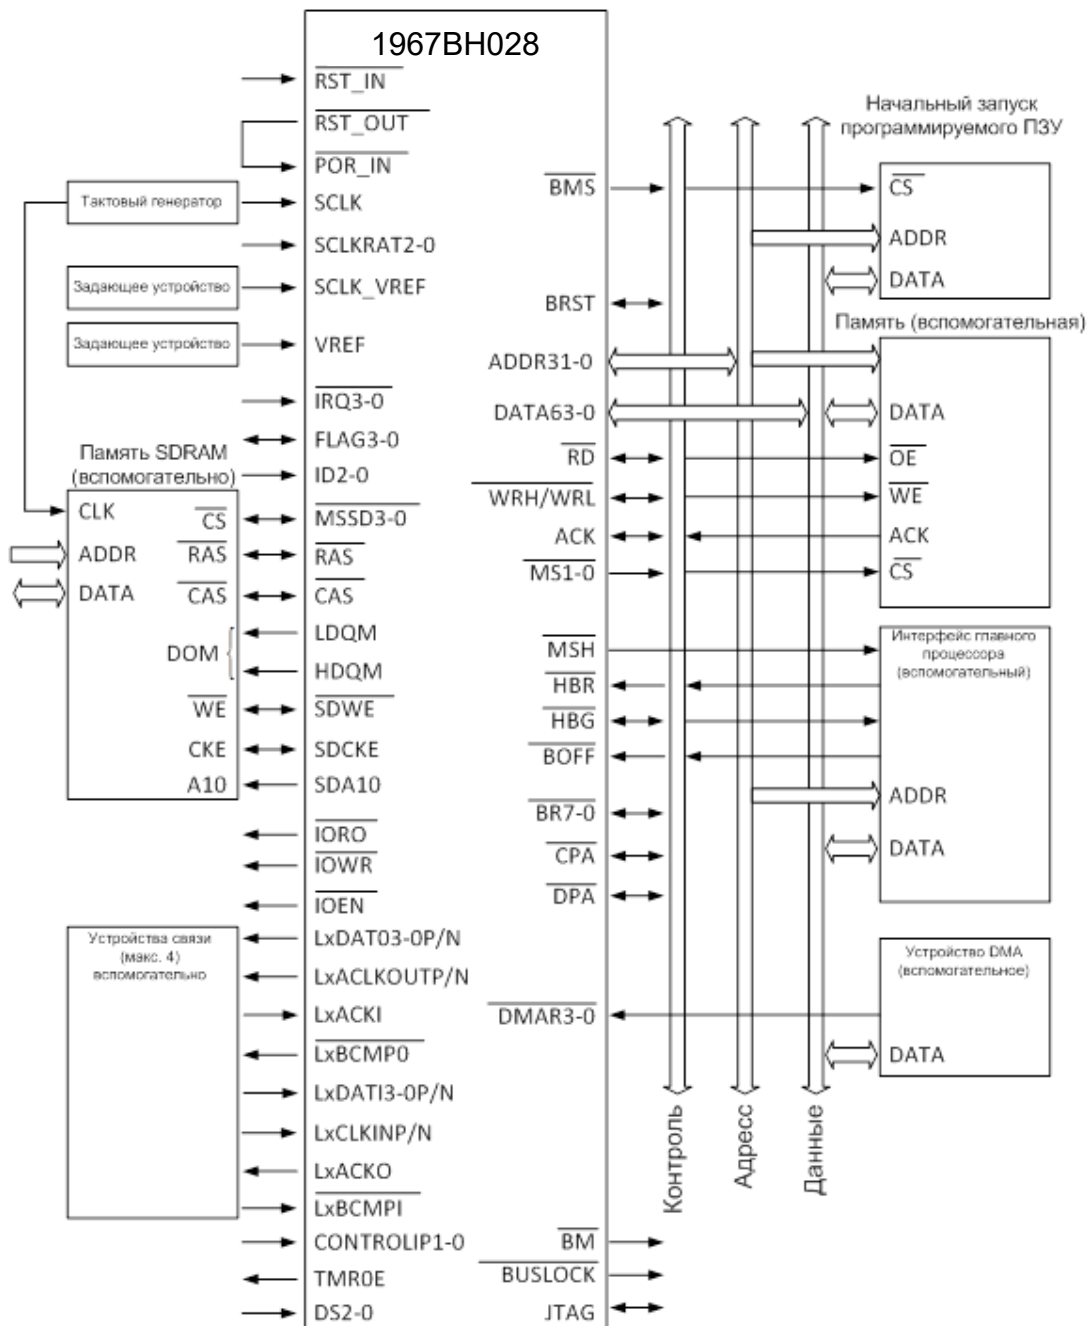 1967ВН028
RST_IN
RST_OUT
POR_IN
Тактовый генератор
SCLK
SCLKRAT2-0
Задающее устройство
SCLK_VREF
Задающее устройство
VREF
IRQ3-0
FLAG3-0
ID2-0
Память SDRAM
(вспомогательно)
CLK
CS
MSSD3-0
ADDR
RAS
RAS
DATA
CAS
CAS
DOM
LDQM
HDQM
WE
SDWE
CKE
SDCKE
A10
SDA10
IORO
IOWR
IOEN
Устройства связи
(макс. 4)
вспомогательно
LxDAT03-0P/N
LxACLKOUTP/N
LxACKI
LxBCMP0
LxDATI3-0P/N
LxCLKINP/N
LxACKO
LxBCMPI
CONTROLIP1-0
TMR0E
DS2-0
BMS
BRST
ADDR31-0
DATA63-0
RD
WRH/WRL
ACK
MS1-0
MSH
HBR
HBG
BOFF
BR7-0
CPA
DPA
DMAR3-0
BM
BUSLOCK
JTAG
Контроль
Адресс
Данные
Начальный запуск
программируемого ПЗУ
CS
ADDR
DATA
Память (вспомогательная)
DATA
OE
WE
ACK
CS
Интерфейс главного
процессора
(вспомогательный)
ADDR
DATA
Устройство DMA
(вспомогательное)
DATA